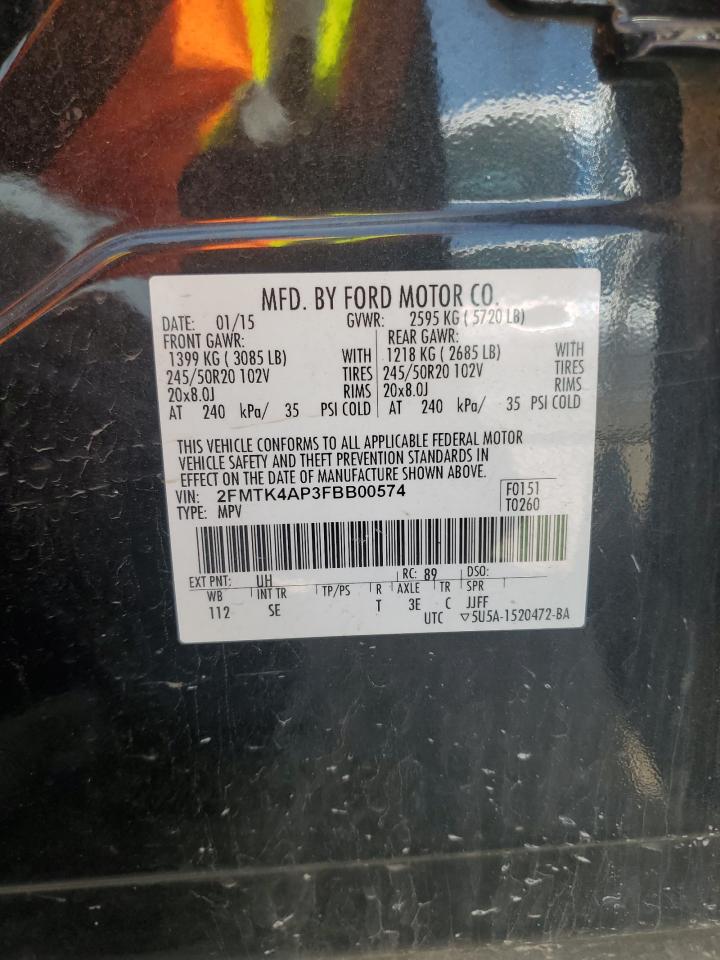 MFD. BY FORD MOTOR CO.
DATE: 01/15 GVWR: 2595 KG ( 5720 LB)
FRONT GAWR: REAR GAWR:
1399 KG ( 3085 LB) WITH 1218 KG ( 2685 LB) WITH
245/50R20 102V TIRES 245/50R20 102V TIRES
20x8.0J RIMS 20x8.0J RIMS
AT 240 kPa/ 35 PSI COLD AT 240 kPa/ 35 PSI COLD
THIS VEHICLE CONFORMS TO ALL APPLICABLE FEDERAL MOTOR
VEHICLE SAFETY AND THEFT PREVENTION STANDARDS IN
EFFECT ON THE DATE OF MANUFACTURE SHOWN ABOVE.
VIN: 2FMTK4AP3FBB00574 F0151
TYPE: MPV T0260
EXT PNT: UH RC: 89 DSO:
WB INT TR TP/PS R AXLE TR SPR
112 SE T 3E C JJFF
UTC ▽5U5A-1520472-BA